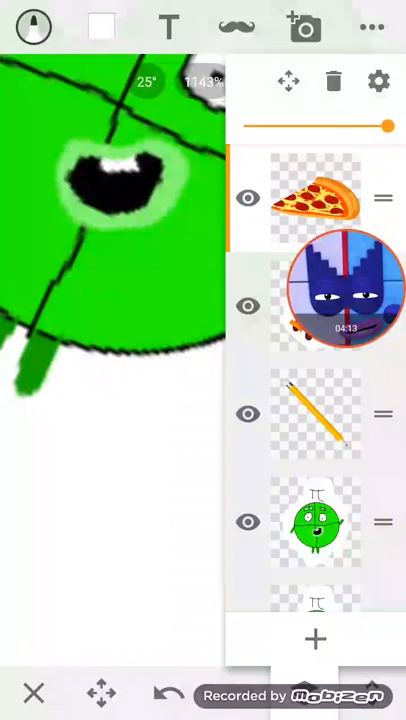 T
25°
1143%
04:13
π
π
Recorded by mobizen